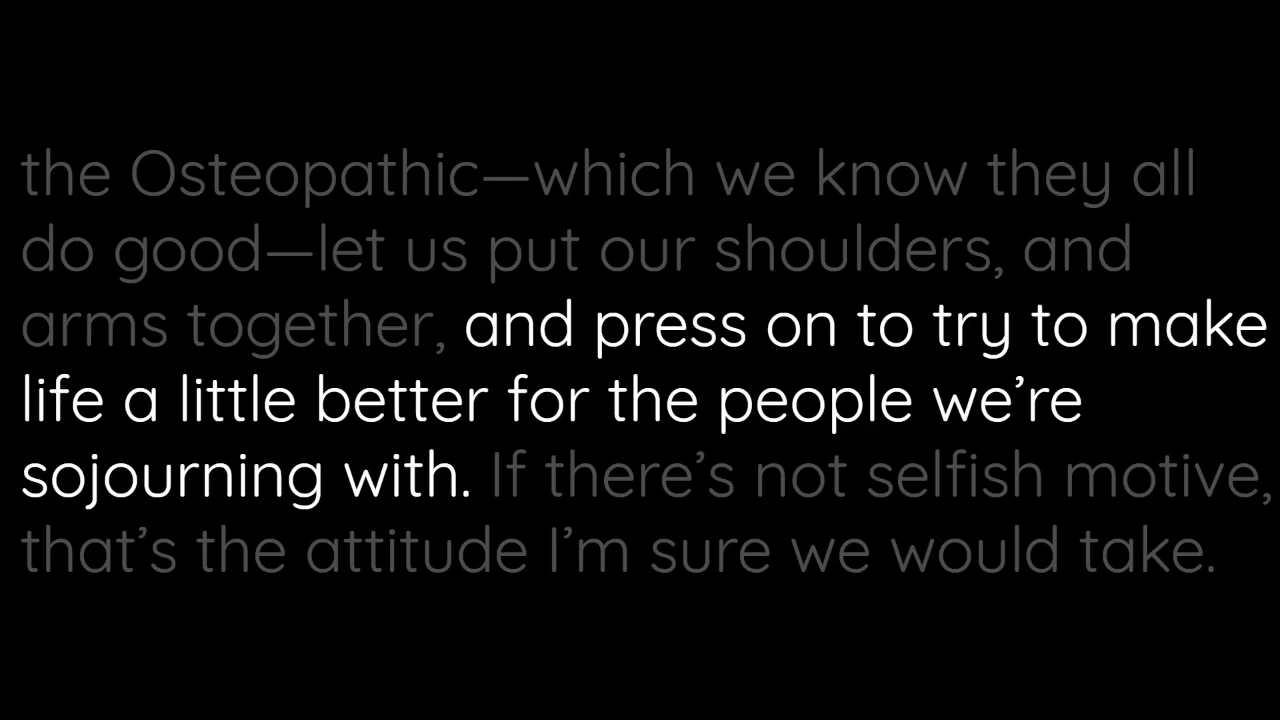 the Osteopathic—which we know they all
do good—let us put our shoulders, and
arms together, and press on to try to make
life a little better for the people we’re
sojourning with. If there’s not selfish motive,
that’s the attitude I’m sure we would take.